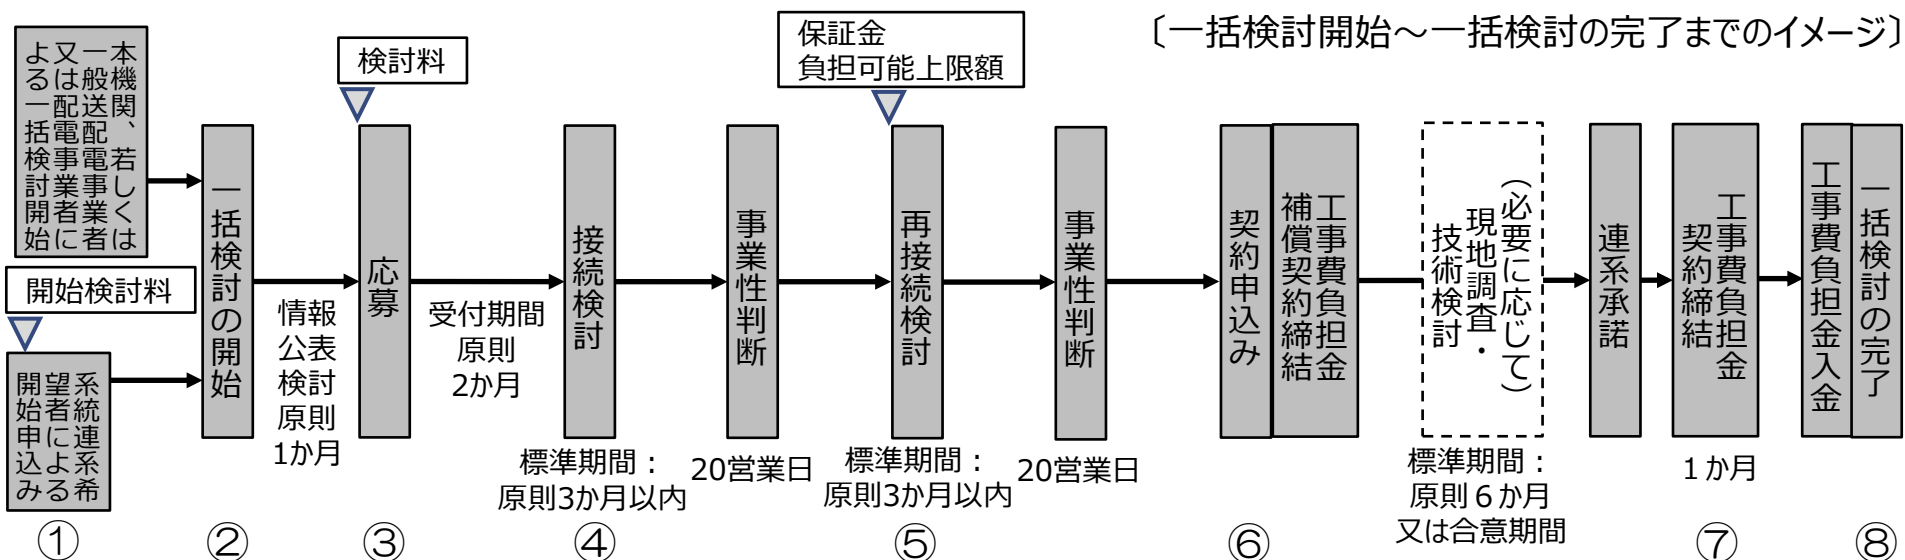 〔一括検討開始~一括検討の完了までのイメージ〕
本機関、若しくは
一般送配電事業者
又は配電事業者に
よる一括検討開始
開始検討料
系統連系希
望者による
開始申込み
①
一括検討の開始
②
情報
公表
検討
原則
1か月
検討料
応募
③
受付期間
原則
2か月
接続検討
標準期間:
原則3か月以内
④
事業性判断
20営業日
保証金
負担可能上限額
再接続検討
標準期間:
原則3か月以内
⑤
事業性判断
20営業日
契約申込み
工事費負担金
補償契約締結
⑥
(必要に応じて)
現地調査・
技術検討
標準期間:
原則6か月
又は合意期間
連系承諾
工事費負担金
契約締結
1か月
⑦
工事費負担金入金
一括検討の完了
⑧